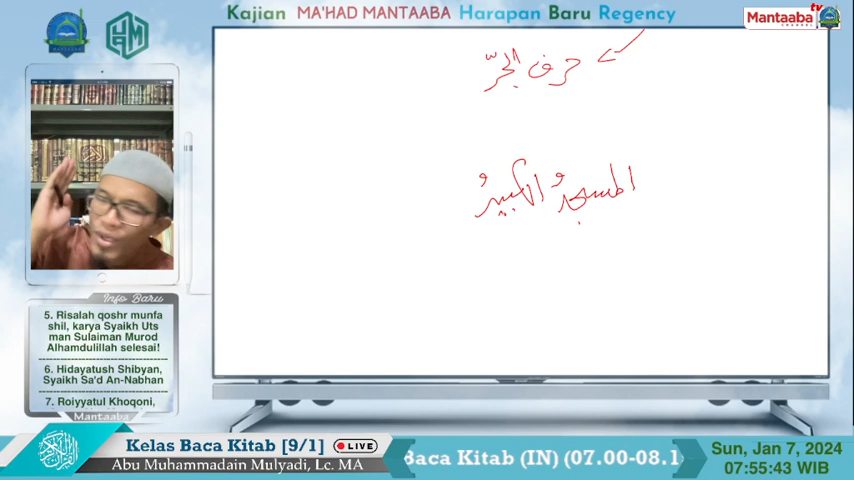 Kajian MA'HAD MANTAABA Harapan Baru Regency
Mantaaba tv
CHANNEL
حرف الجرّ
المسجدُ الكبيرُ
Info Baru
5. Risalah qoshr munfa
shil, karya Syaikh Uts
man Sulaiman Murod
Alhamdulillah selesai!
6. Hidayatush Shibyan,
Syaikh Sa'd An-Nabhan
7. Roiyyatul Khoqoni,
Mantaaba
Kelas Baca Kitab [9/1] LIVE
Abu Muhammadain Mulyadi, Lc. MA
Baca Kitab (IN) (07.00-08.1
Sun, Jan 7, 2024
07:55:43 WIB